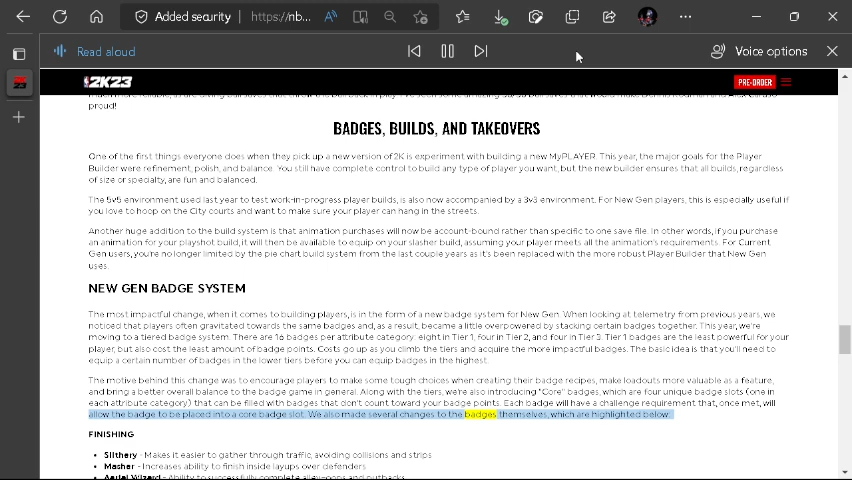 Added security
https://nb...
Read aloud
Voice options
2K23
PRE-ORDER
proud!
BADGES, BUILDS, AND TAKEOVERS
One of the first things everyone does when they pick up a new version of 2K is experiment with building a new MyPLAYER. This year, the major goals for the Player
Builder were refinement, polish, and balance. You still have complete control to build any type of player you want, but the new builder ensures that all builds, regardless
of size or specialty, are fun and balanced.
The 5v5 environment used last year to test work-in-progress player builds, is also now accompanied by a 3v3 environment. For New Gen players, this is especially useful if
you love to hoop on the City courts and want to make sure your player can hang in the streets.
Another huge addition to the build system is that animation purchases will now be account-bound rather than specific to one save file. In other words, if you purchase
an animation for your playshot build, it will then be available to equip on your slasher build, assuming your player meets all the animation's requirements. For Current
Gen users, you're no longer limited by the pie chart build system from the last couple years as it's been replaced with the more robust Player Builder that New Gen
uses.
NEW GEN BADGE SYSTEM
The most impactful change, when it comes to building players, is in the form of a new badge system for New Gen. When looking at telemetry from previous years, we
noticed that players often gravitated towards the same badges and, as a result, became a little overpowered by stacking certain badges together. This year, we're
moving to a tiered badge system. There are 16 badges per attribute category: eight in Tier 1, four in Tier 2, and four in Tier 3. Tier 1 badges are the least powerful for your
player, but also cost the least amount of badge points. Costs go up as you climb the tiers and acquire the more impactful badges. The basic idea is that you'll need to
equip a certain number of badges in the lower tiers before you can equip badges in the highest.
The motive behind this change was to encourage players to make some tough choices when creating their badge recipes, make loadouts more valuable as a feature,
and bring a better overall balance to the badge game in general. Along with the tiers, we're also introducing "Core" badges, which are four unique badge slots (one in
each attribute category) that can be filled with badges that don't count toward your badge points. Each badge will have a challenge requirement that, once met, will
allow the badge to be placed into a core badge slot. We also made several changes to the badges themselves, which are highlighted below:
FINISHING
• Slithery - Makes it easier to gather through traffic, avoiding collisions and strips
• Masher - Increases ability to finish inside layups over defenders
• Aerial Wizard - Ability to successfully complete alley-oops and putbacks